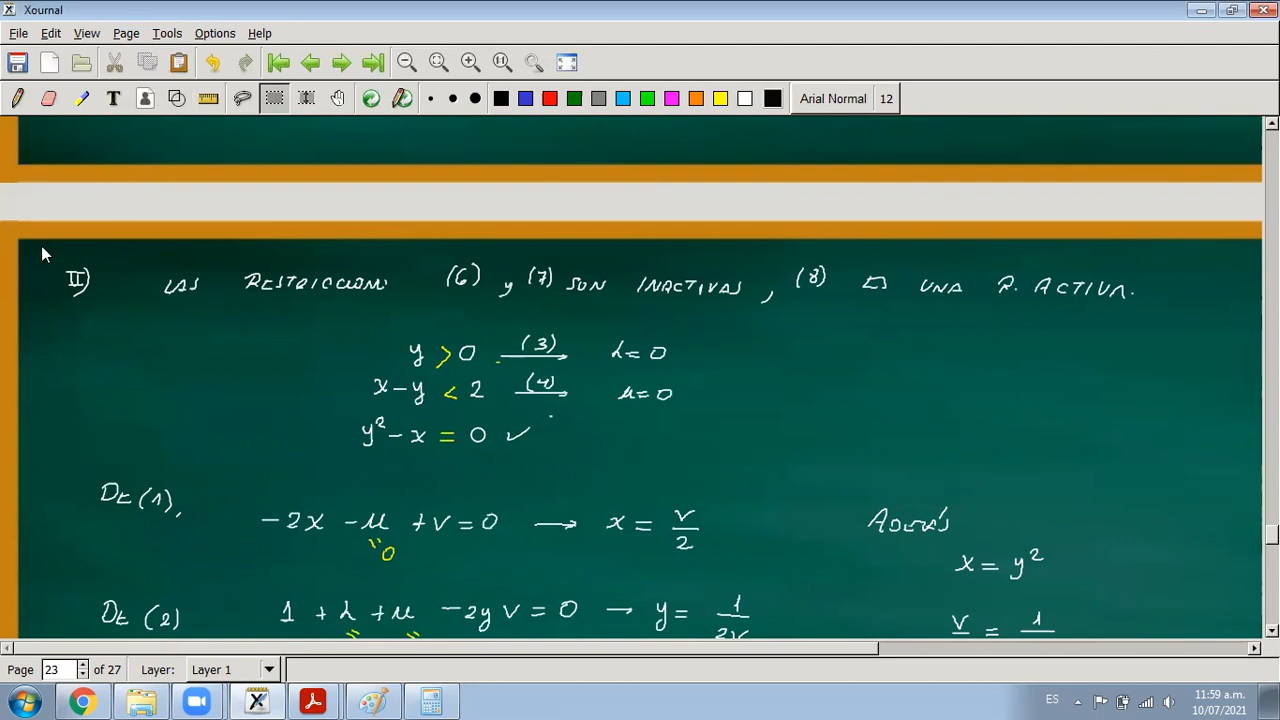 Xournal
File Edit View Page Tools Options Help
Arial Normal 12
II) LAS RESTRICCION: (6) y (7) SON INACTIVAS, (8) ES UNA R. ACTIVA.
y > 0 (3)→ λ = 0
x - y < 2 (4)→ μ = 0
y² - x = 0 ✓
DE (1), -2x - μ + v = 0 → x = v/2
"0
ADEMÁS
x = y²
DE (2) 1 + λ + μ - 2y v = 0 → y = 1/2v
v = 1
Page 23 of 27 Layer: Layer 1
ES 11:59 a.m.
10/07/2021